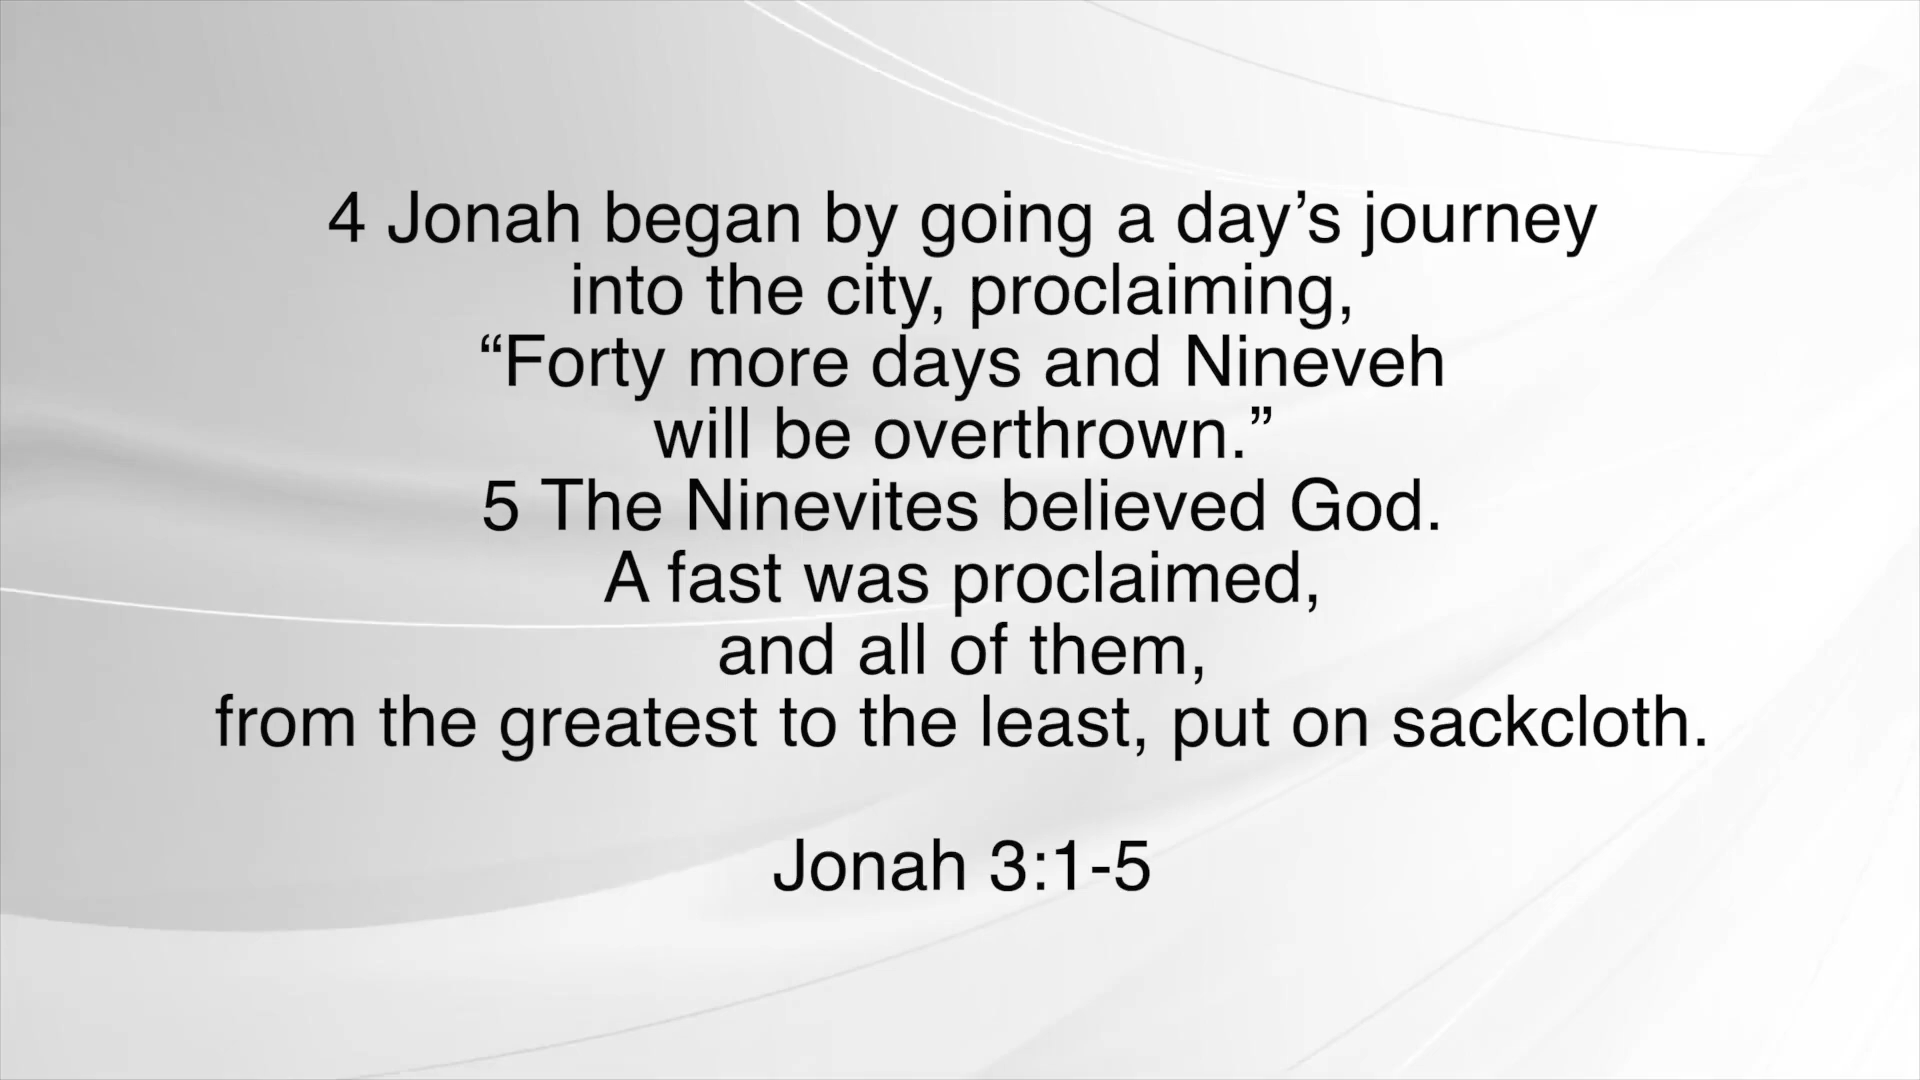 4 Jonah began by going a day’s journey
into the city, proclaiming,
“Forty more days and Nineveh
will be overthrown.”
5 The Ninevites believed God.
A fast was proclaimed,
and all of them,
from the greatest to the least, put on sackcloth.
Jonah 3:1-5